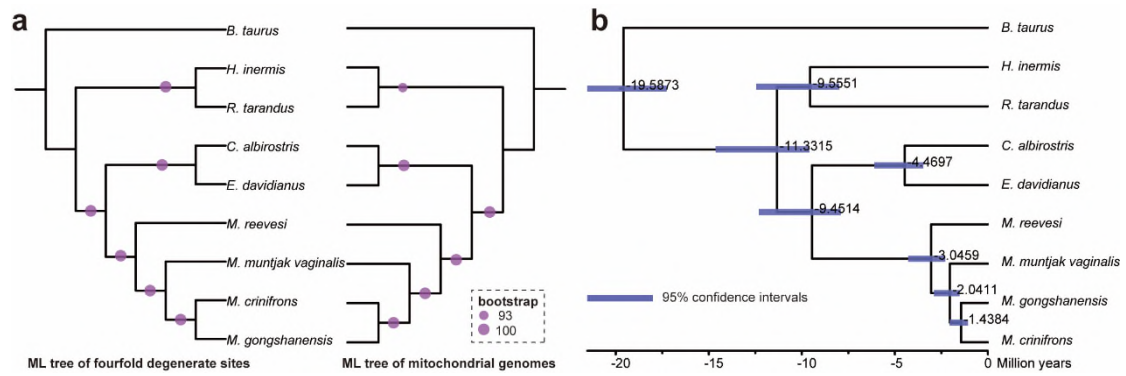 a
B. taurus
H. inermis
R. tarandus
C. albirostris
E. davidianus
M. reevesi
M. muntjak vaginalis
M. crinifrons
M. gongshanensis
bootstrap
93
100
ML tree of fourfold degenerate sites
ML tree of mitochondrial genomes
b
B. taurus
H. inermis
R. tarandus
C. albirostris
E. davidianus
M. reevesi
M. muntjak vaginalis
M. gongshanensis
M. crinifrons
-19.5873
-9.5551
-11.3315
-4.4697
-9.4514
-3.0459
-2.0411
-1.4384
95% confidence intervals
-20 -15 -10 -5 0 Million years